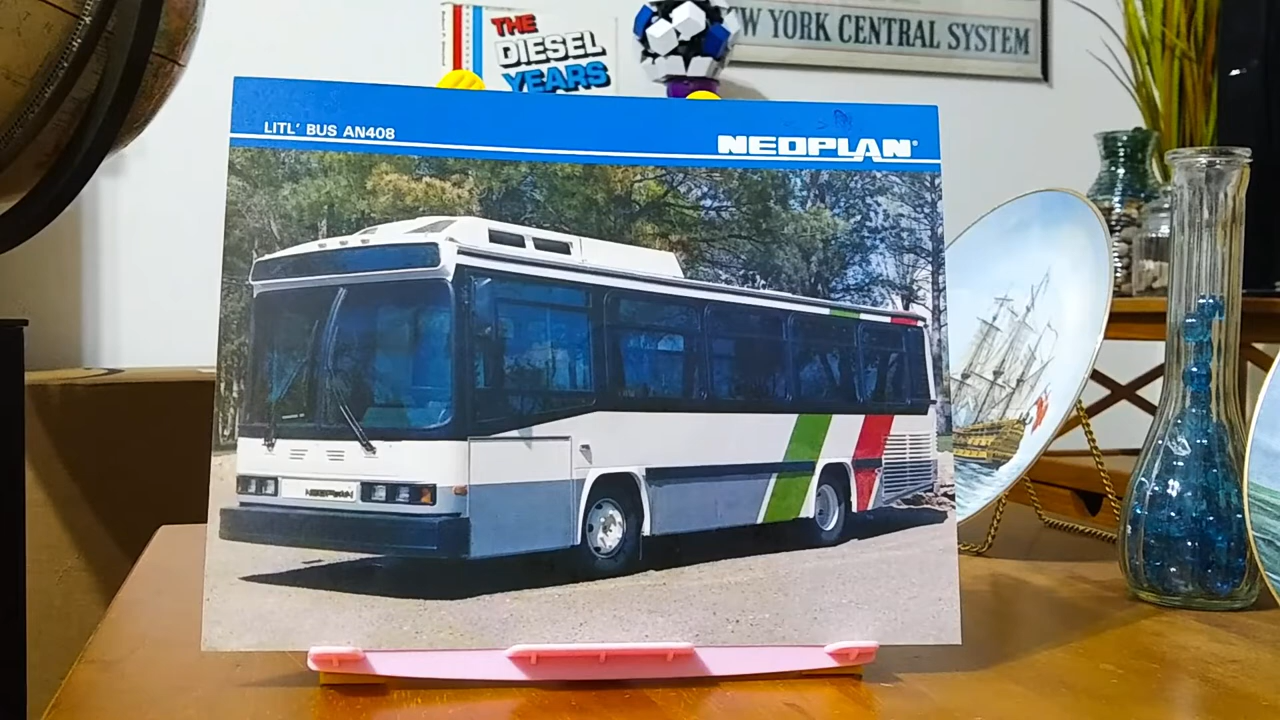 THE
DIESEL
YEARS
W YORK CENTRAL SYSTEM
LITL' BUS AN408
NEOPLAN®
NEOPLAN